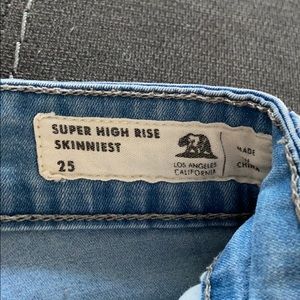 SUPER HIGH RISE
SKINNIEST
25
LOS ANGELES
CALIFORNIA
MADE
CHINA